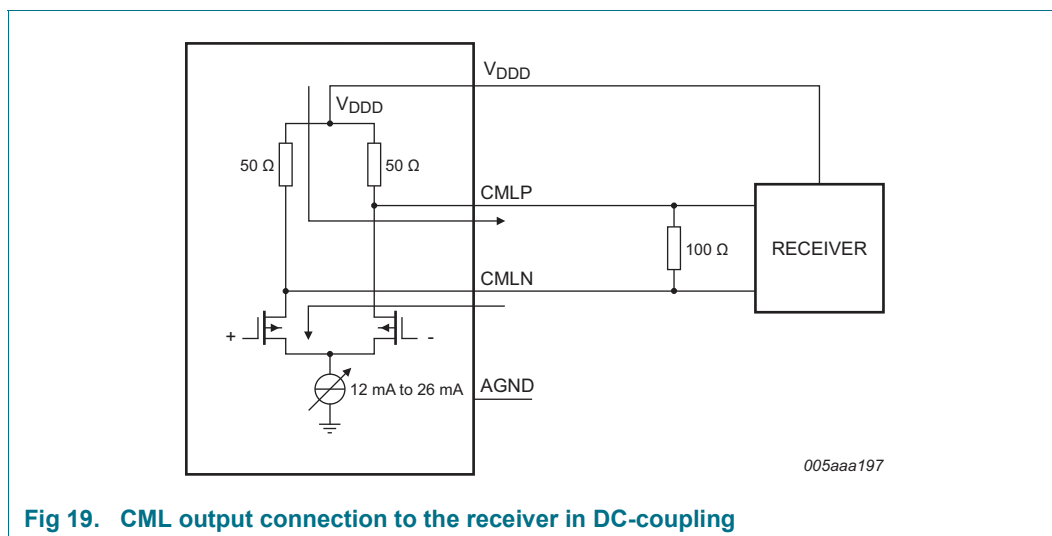 VDDD
VDDD
50 Ω
50 Ω
CMLP
100 Ω
RECEIVER
CMLN
+
-
12 mA to 26 mA
AGND
005aaa197
Fig 19. CML output connection to the receiver in DC-coupling